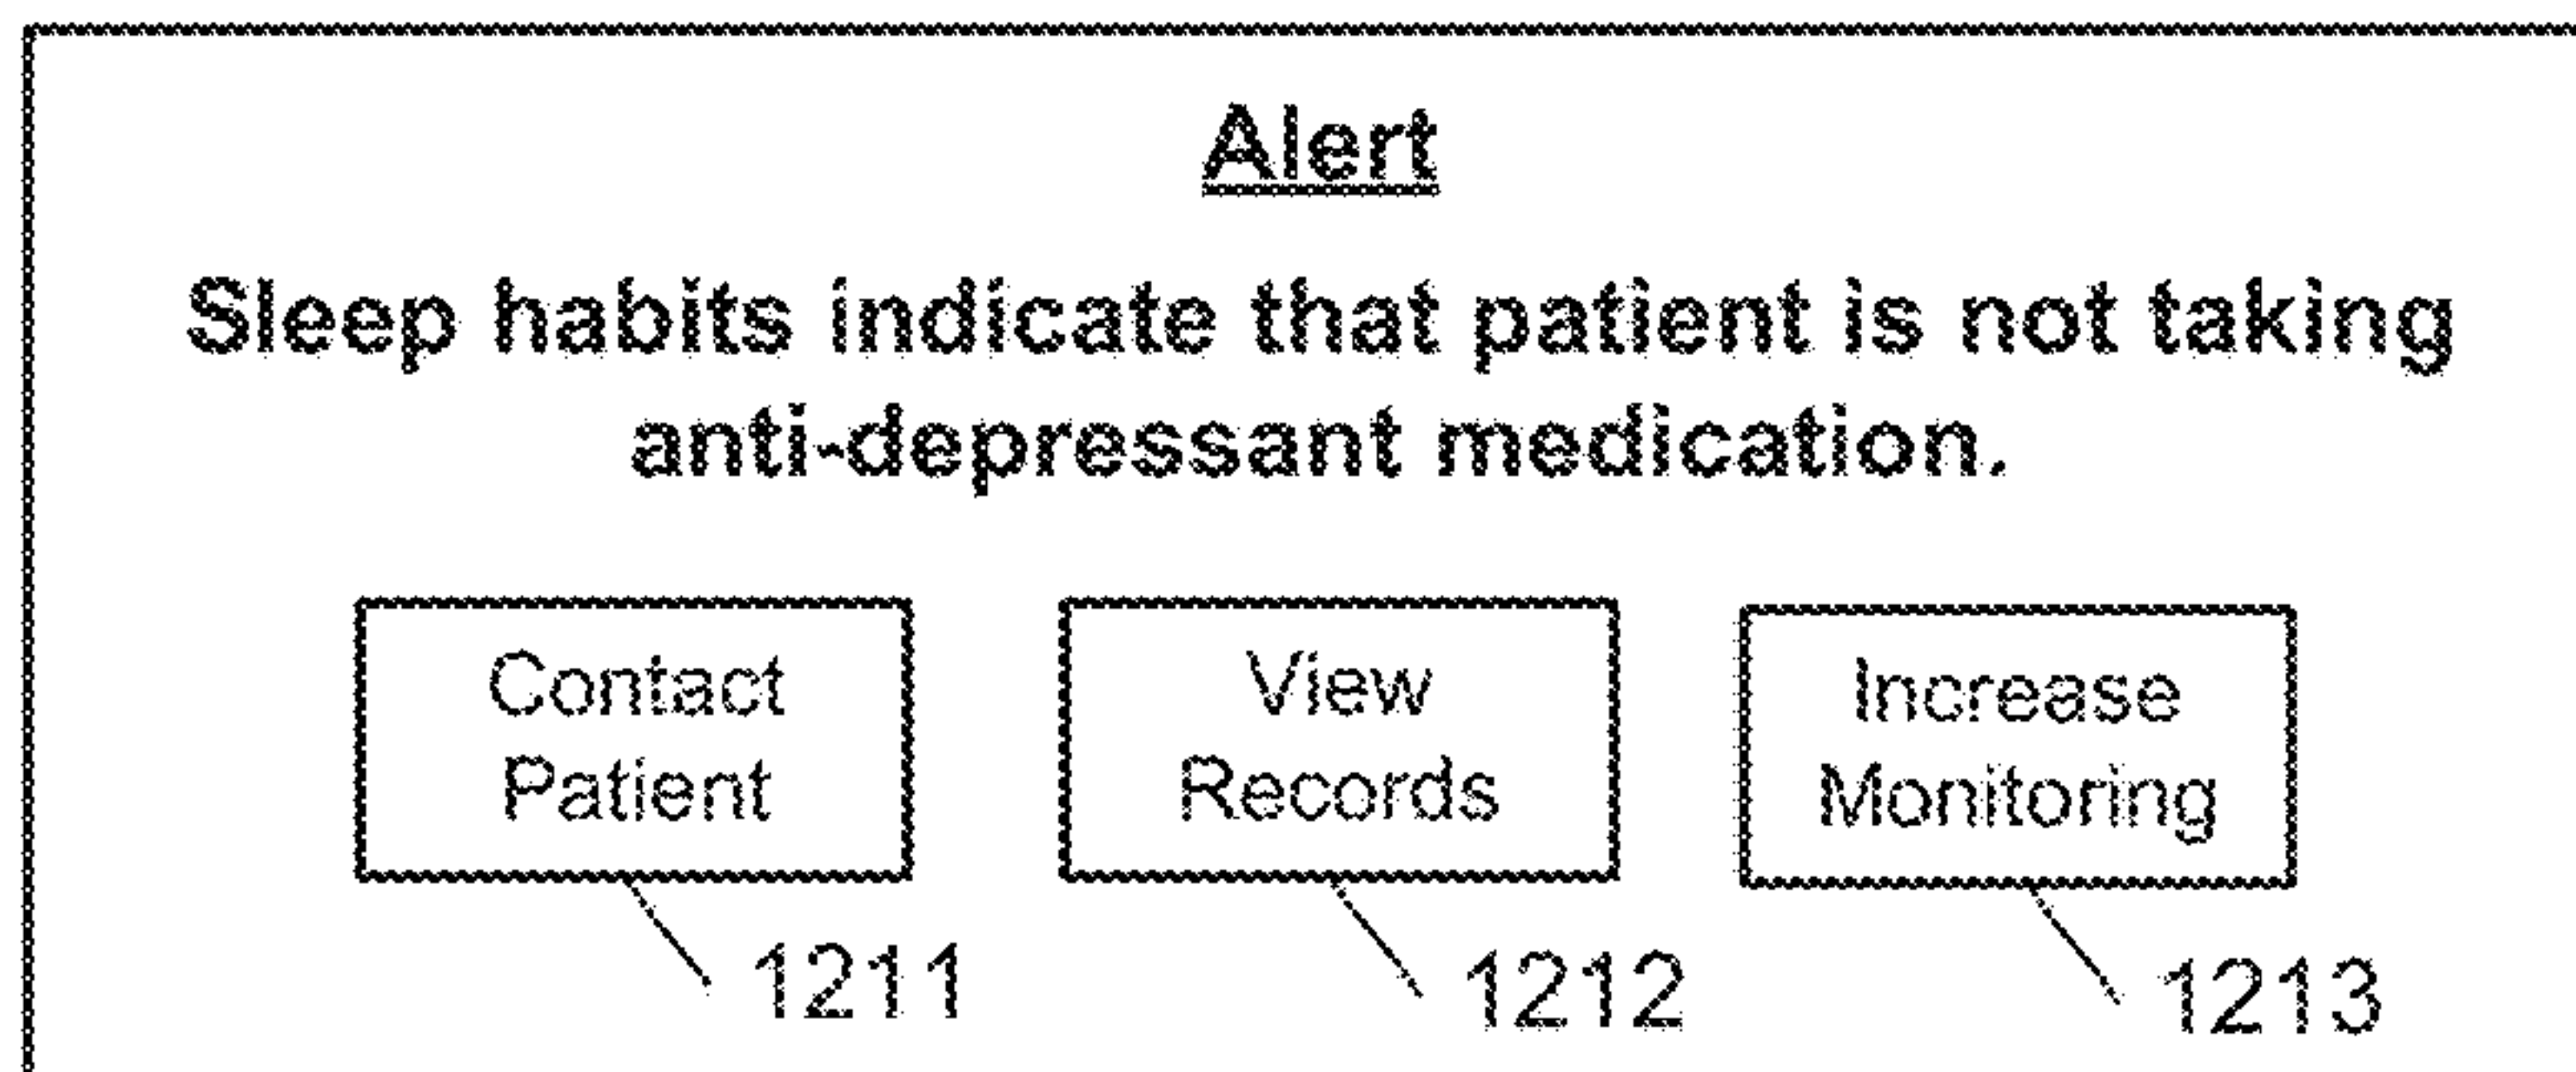 Alert
Sleep habits indicate that patient is not taking
anti-depressant medication.
Contact
Patient
View
Records
Increase
Monitoring
1211
1212
1213